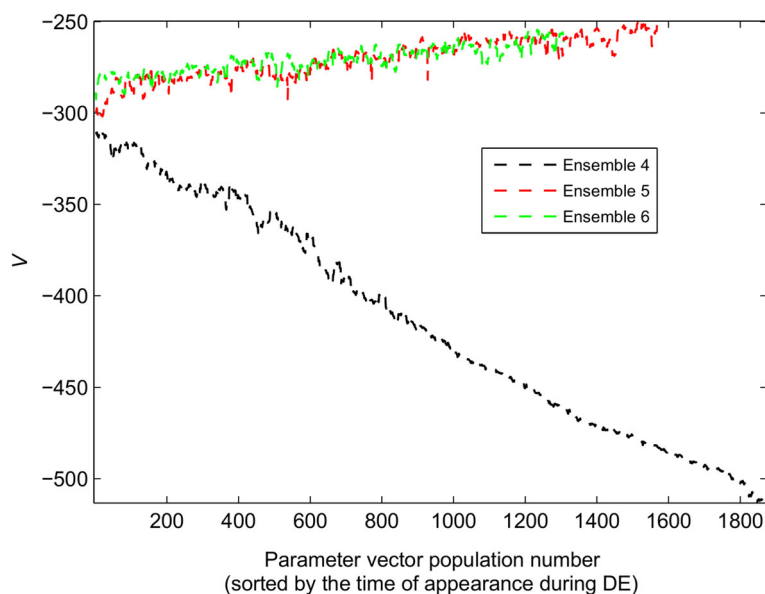 −250
−300
−350
−400
−450
−500
V
Ensemble 4
Ensemble 5
Ensemble 6
200 400 600 800 1000 1200 1400 1600 1800
Parameter vector population number
(sorted by the time of appearance during DE)